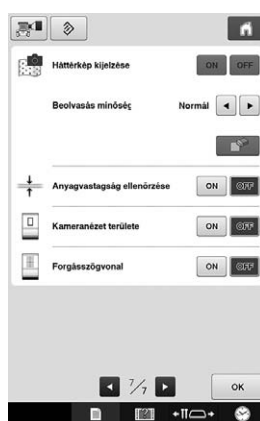 Háttérkép kijelzése ON OFF
Beolvasás minőség Normál
Anyagvastagság ellenőrzése ON OFF
Kameranézet területe ON OFF
Forgásszögvonal ON OFF
7/7 OK